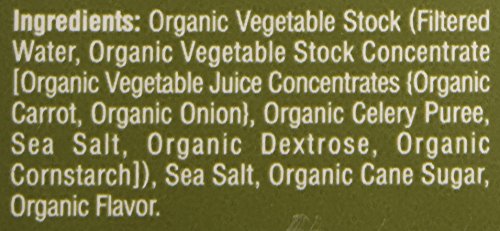 Ingredients: Organic Vegetable Stock (Filtered
Water, Organic Vegetable Stock Concentrate
[Organic Vegetable Juice Concentrates {Organic
Carrot, Organic Onion}, Organic Celery Puree,
Sea Salt, Organic Dextrose, Organic
Cornstarch]), Sea Salt, Organic Cane Sugar,
Organic Flavor.